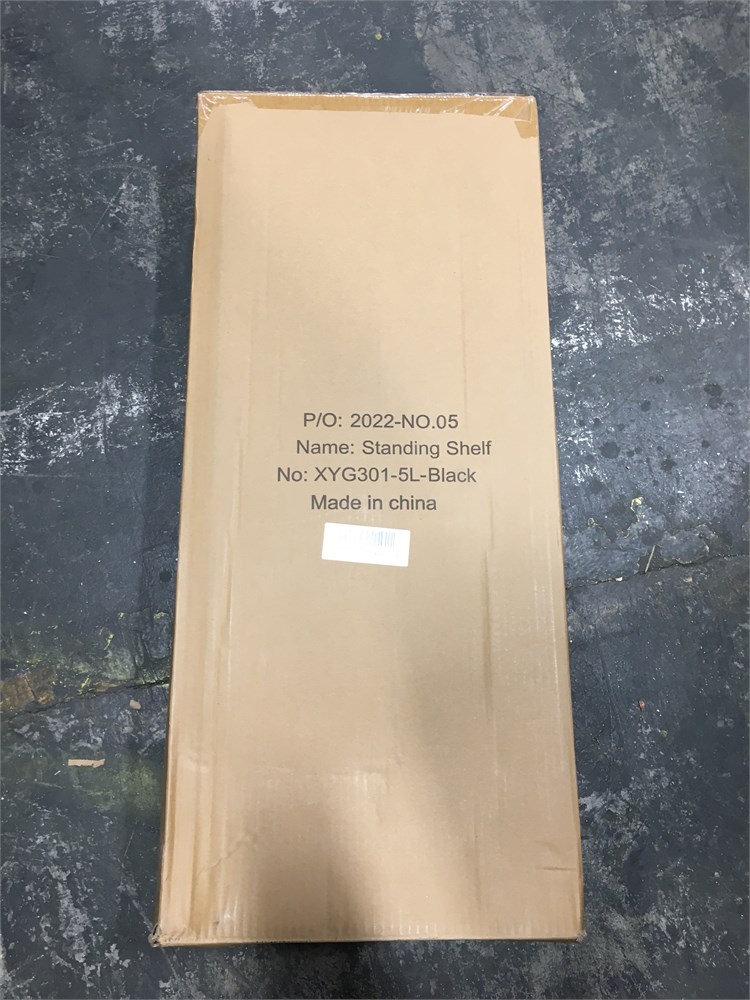 P/O: 2022-NO.05
Name: Standing Shelf
No: XYG301-5L-Black
Made in china